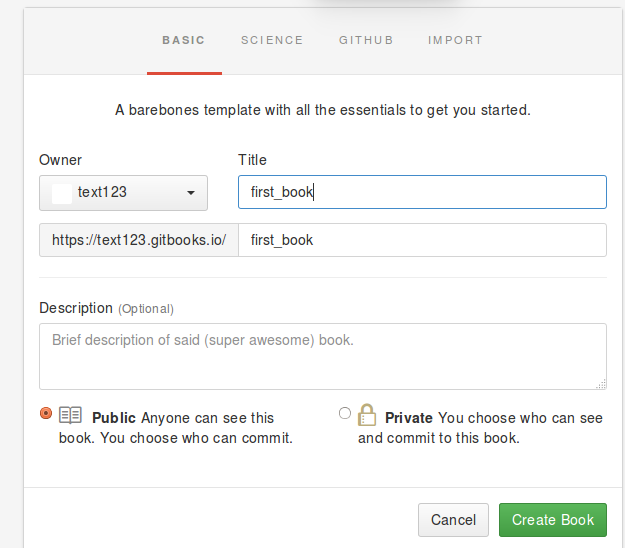 BASIC SCIENCE GITHUB IMPORT
A barebones template with all the essentials to get you started.
Owner Title
text123 first_book
https://text123.gitbooks.io/ first_book
Description (Optional)
Brief description of said (super awesome) book.
Public Anyone can see this
book. You choose who can commit.
Private You choose who can see
and commit to this book.
Cancel Create Book